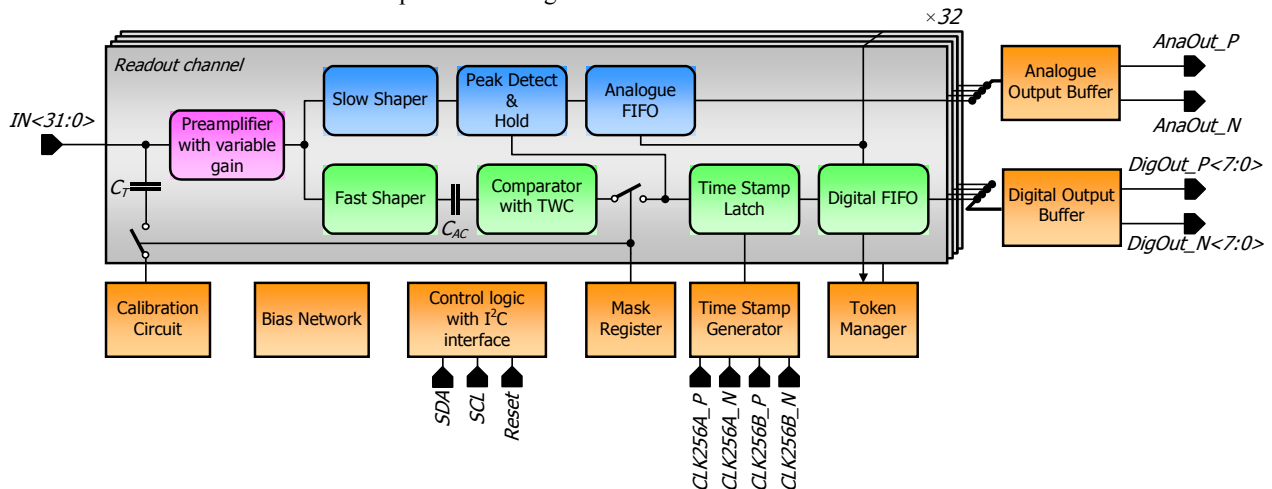 ×32
Readout channel
IN<31:0>
Preamplifier
with variable
gain
Slow Shaper
Peak Detect
&
Hold
Analogue
FIFO
Analogue
Output Buffer
AnaOut_P
AnaOut_N
C_T
Fast Shaper
C_AC
Comparator
with TWC
Time Stamp
Latch
Digital FIFO
Digital Output
Buffer
DigOut_P<7:0>
DigOut_N<7:0>
Calibration
Circuit
Bias Network
Control logic
with I²C
interface
Mask
Register
Time Stamp
Generator
Token
Manager
SDA
SCL
Reset
CLK256A_P
CLK256A_N
CLK256B_P
CLK256B_N